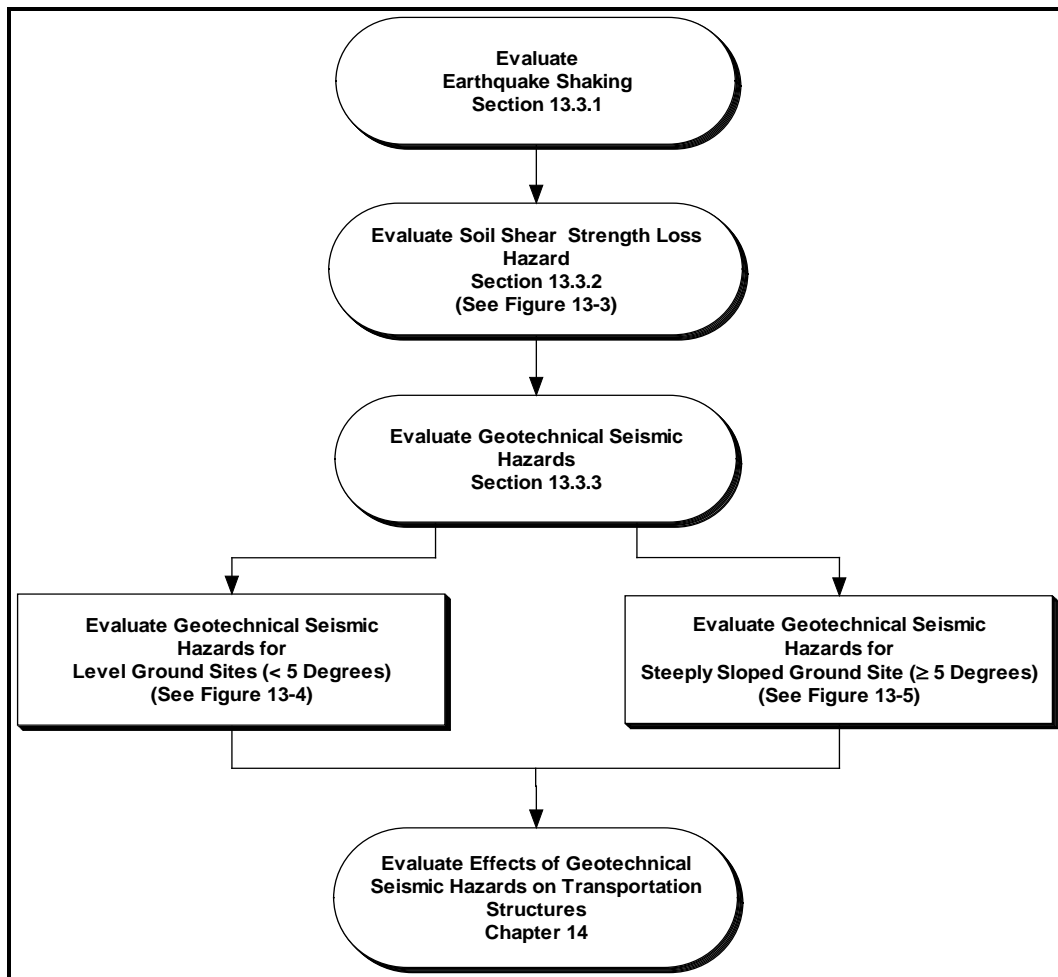 Evaluate
Earthquake Shaking
Section 13.3.1
Evaluate Soil Shear Strength Loss
Hazard
Section 13.3.2
(See Figure 13-3)
Evaluate Geotechnical Seismic
Hazards
Section 13.3.3
Evaluate Geotechnical Seismic
Hazards for
Level Ground Sites (< 5 Degrees)
(See Figure 13-4)
Evaluate Geotechnical Seismic
Hazards for
Steeply Sloped Ground Site (≥ 5 Degrees)
(See Figure 13-5)
Evaluate Effects of Geotechnical
Seismic Hazards on Transportation
Structures
Chapter 14